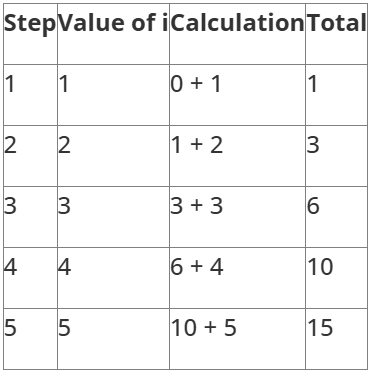 Step Value of i Calculation Total
1 1 0 + 1 1
2 2 1 + 2 3
3 3 3 + 3 6
4 4 6 + 4 10
5 5 10 + 5 15